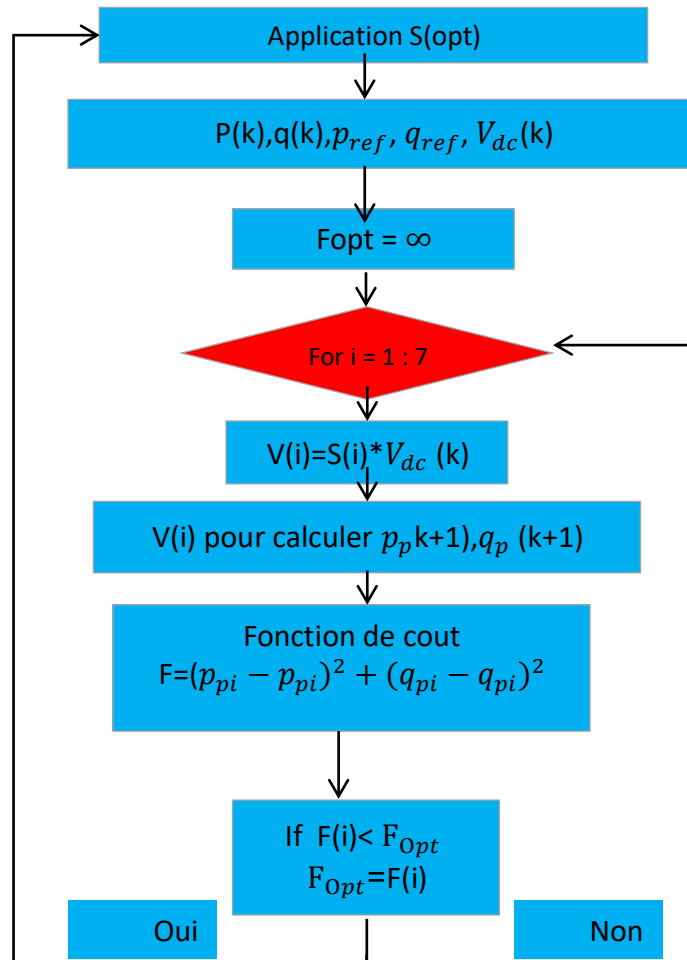 Application S(opt)
P(k),q(k),p_ref, q_ref, V_dc(k)
Fopt = ∞
For i = 1 : 7
V(i)=S(i)*V_dc (k)
V(i) pour calculer p_p k+1),q_p (k+1)
Fonction de cout
F=(p_pi − p_pi)² + (q_pi − q_pi)²
If F(i)< F_Opt
F_Opt=F(i)
Oui
Non